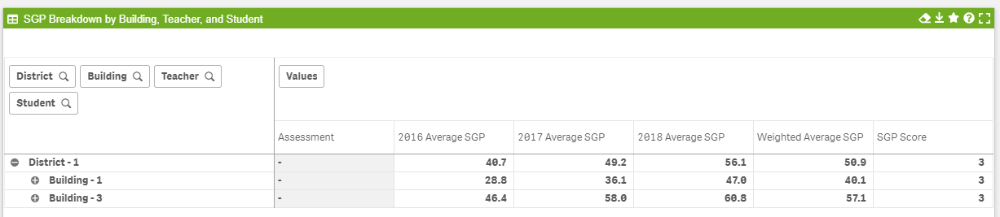 SGP Breakdown by Building, Teacher, and Student
District Building Teacher Values
Student
Assessment 2016 Average SGP 2017 Average SGP 2018 Average SGP Weighted Average SGP SGP Score
District - 1 - 40.7 49.2 56.1 50.9 3
Building - 1 - 28.8 36.1 47.0 40.1 3
Building - 3 - 46.4 58.0 60.8 57.1 3